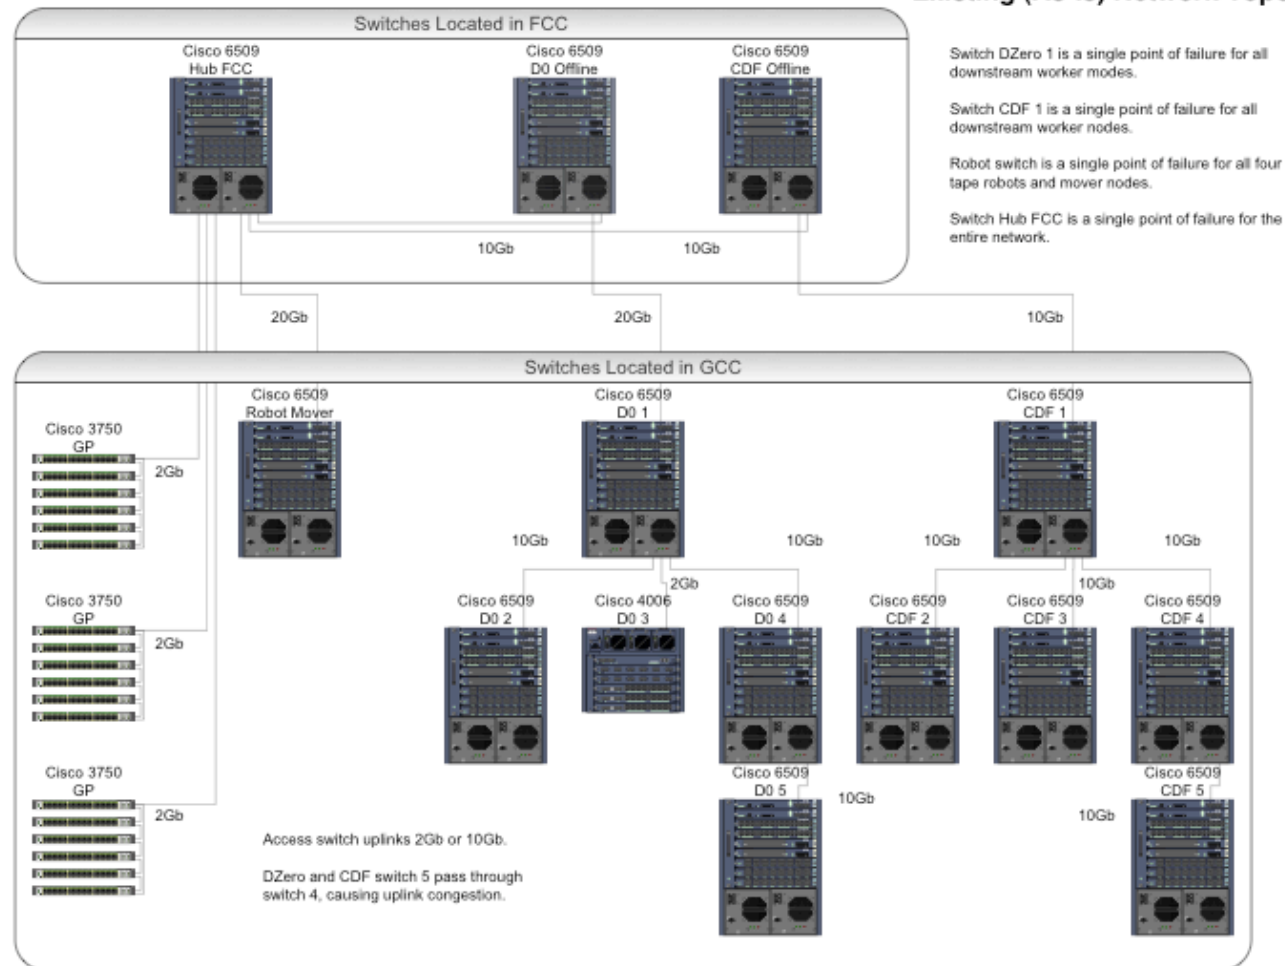 Existing (As-Is) Network
Switches Located in FCC
Cisco 6509
Hub FCC
Cisco 6509
D0 Offline
Cisco 6509
CDF Offline
10Gb
10Gb
Switch DZero 1 is a single point of failure for all
downstream worker modes.
Switch CDF 1 is a single point of failure for all
downstream worker nodes.
Robot switch is a single point of failure for all four
tape robots and mover nodes.
Switch Hub FCC is a single point of failure for the
entire network.
20Gb
20Gb
10Gb
Switches Located in GCC
Cisco 3750
GP
2Gb
Cisco 3750
GP
2Gb
Cisco 3750
GP
2Gb
Cisco 6509
Robot Mover
Cisco 6509
D0 1
Cisco 6509
CDF 1
10Gb
2Gb
10Gb
10Gb
10Gb
10Gb
Cisco 6509
D0 2
Cisco 4006
D0 3
Cisco 6509
D0 4
Cisco 6509
CDF 2
Cisco 6509
CDF 3
Cisco 6509
CDF 4
Cisco 6509
D0 5
10Gb
Cisco 6509
CDF 5
10Gb
Access switch uplinks 2Gb or 10Gb.
DZero and CDF switch 5 pass through
switch 4, causing uplink congestion.